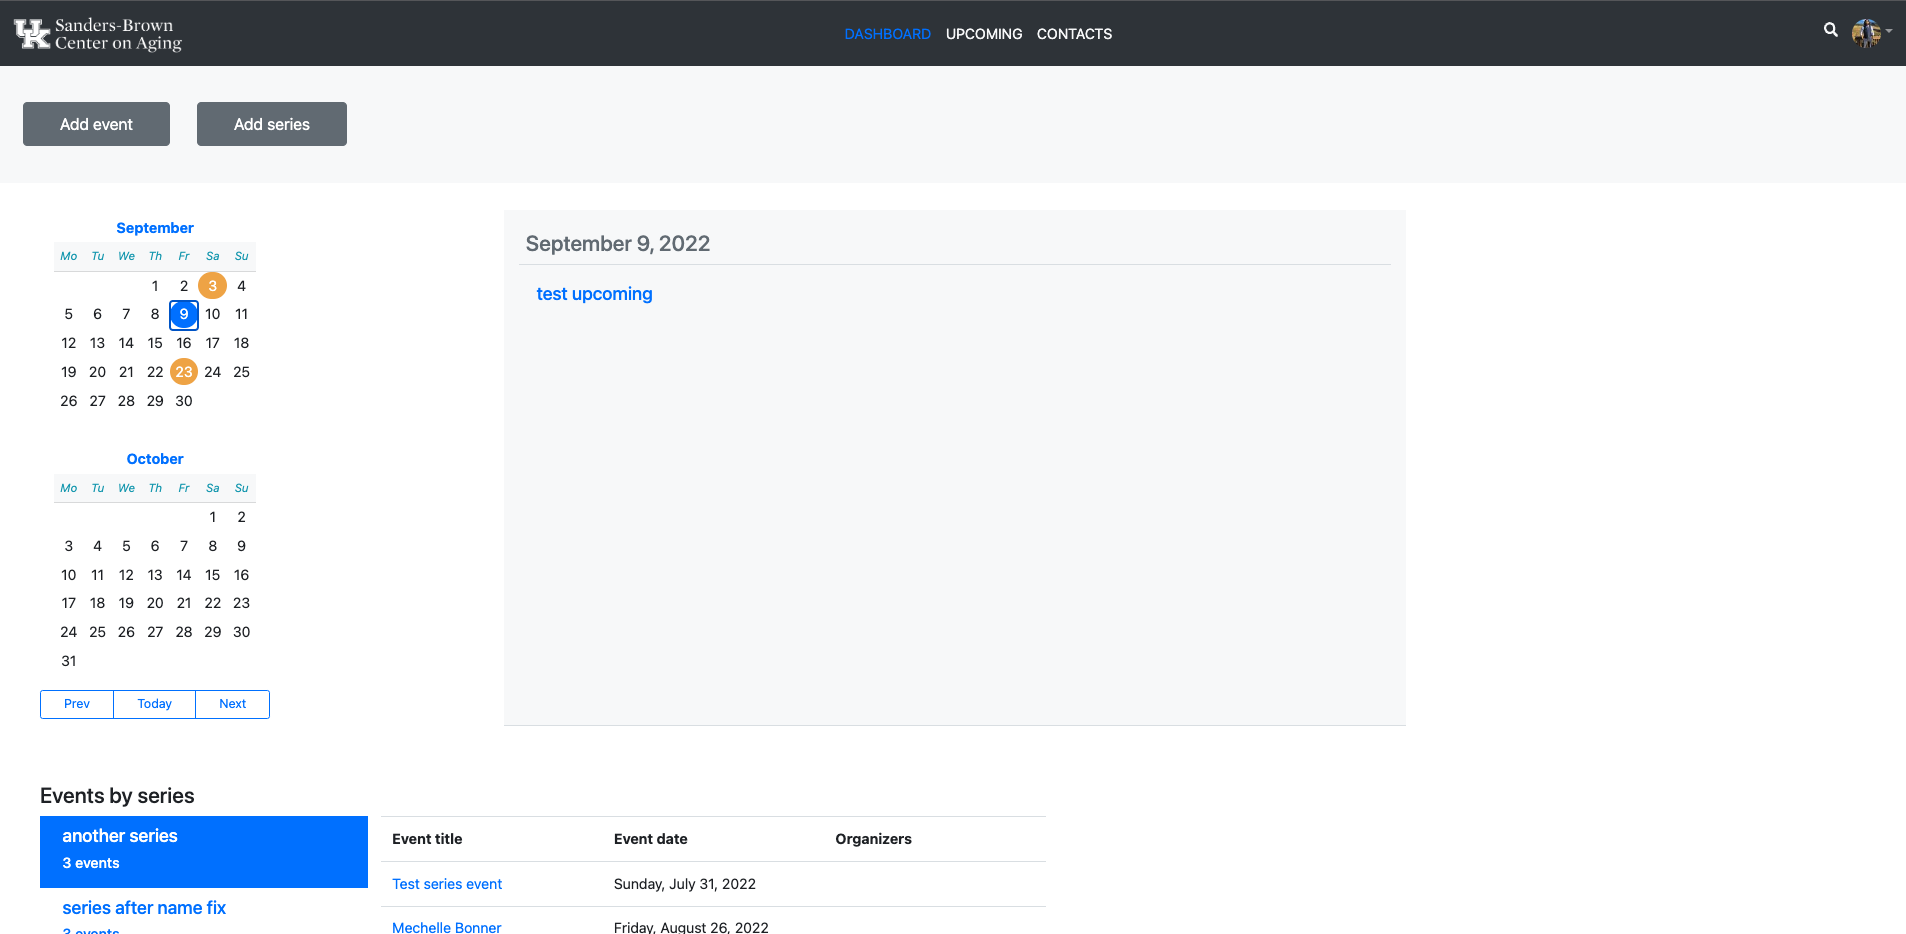 Sanders-Brown
Center on Aging
DASHBOARD UPCOMING CONTACTS
Add event Add series
September
Mo Tu We Th Fr Sa Su
1 2 3 4
5 6 7 8 9 10 11
12 13 14 15 16 17 18
19 20 21 22 23 24 25
26 27 28 29 30
October
Mo Tu We Th Fr Sa Su
1 2
3 4 5 6 7 8 9
10 11 12 13 14 15 16
17 18 19 20 21 22 23
24 25 26 27 28 29 30
31
Prev Today Next
September 9, 2022
test upcoming
Events by series
another series
3 events
series after name fix
3 events
Event title Event date Organizers
Test series event Sunday, July 31, 2022
Mechelle Bonner Friday, August 26, 2022